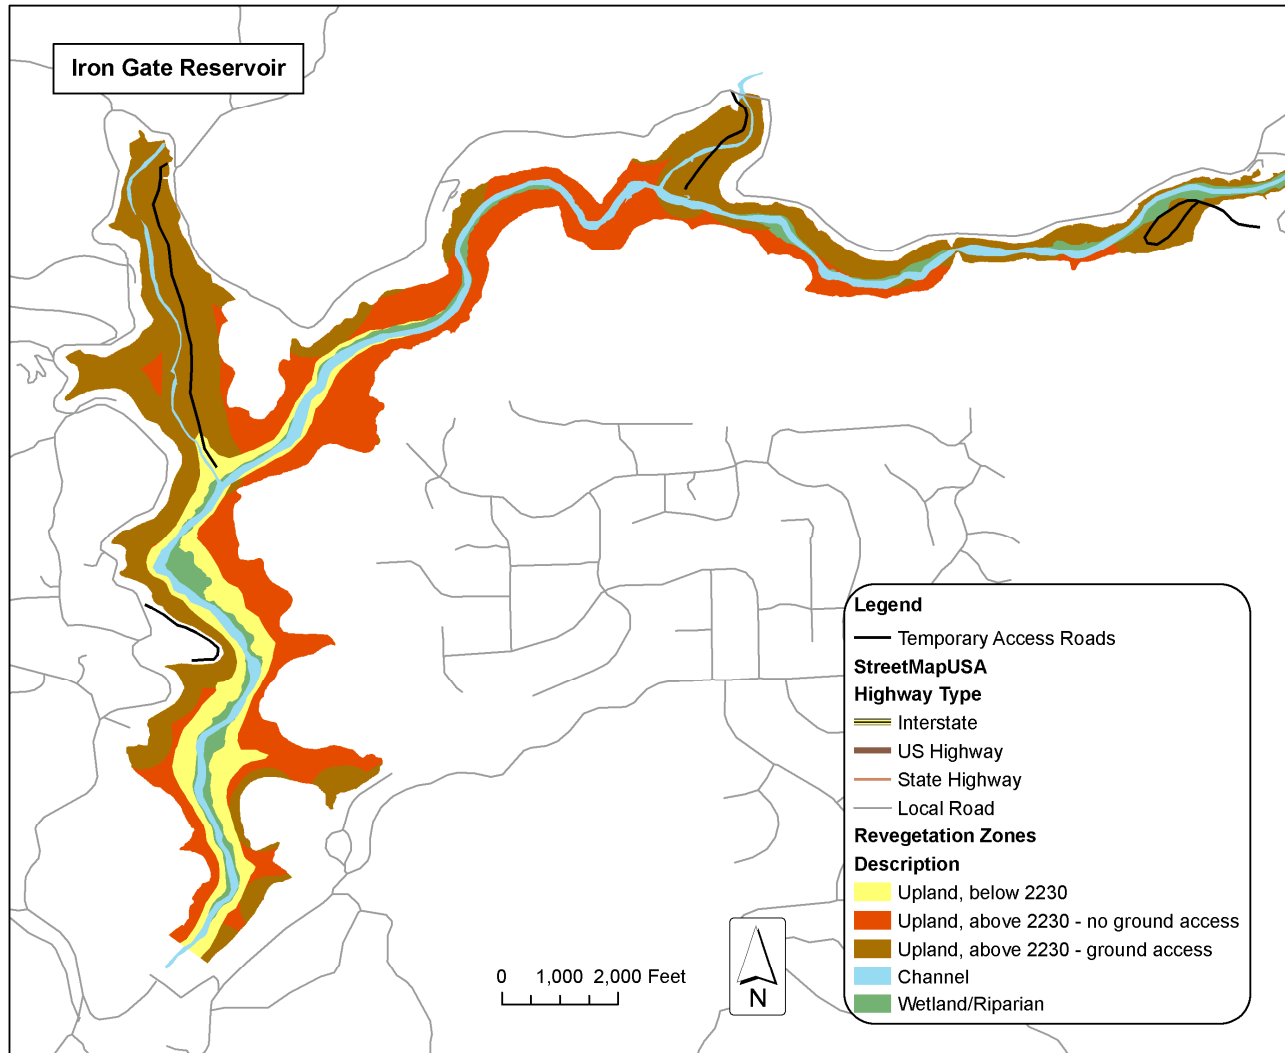 Iron Gate Reservoir
Legend
Temporary Access Roads
StreetMapUSA
Highway Type
Interstate
US Highway
State Highway
Local Road
Revegetation Zones
Description
Upland, below 2230
Upland, above 2230 - no ground access
Upland, above 2230 - ground access
Channel
Wetland/Riparian
0 1,000 2,000 Feet
N